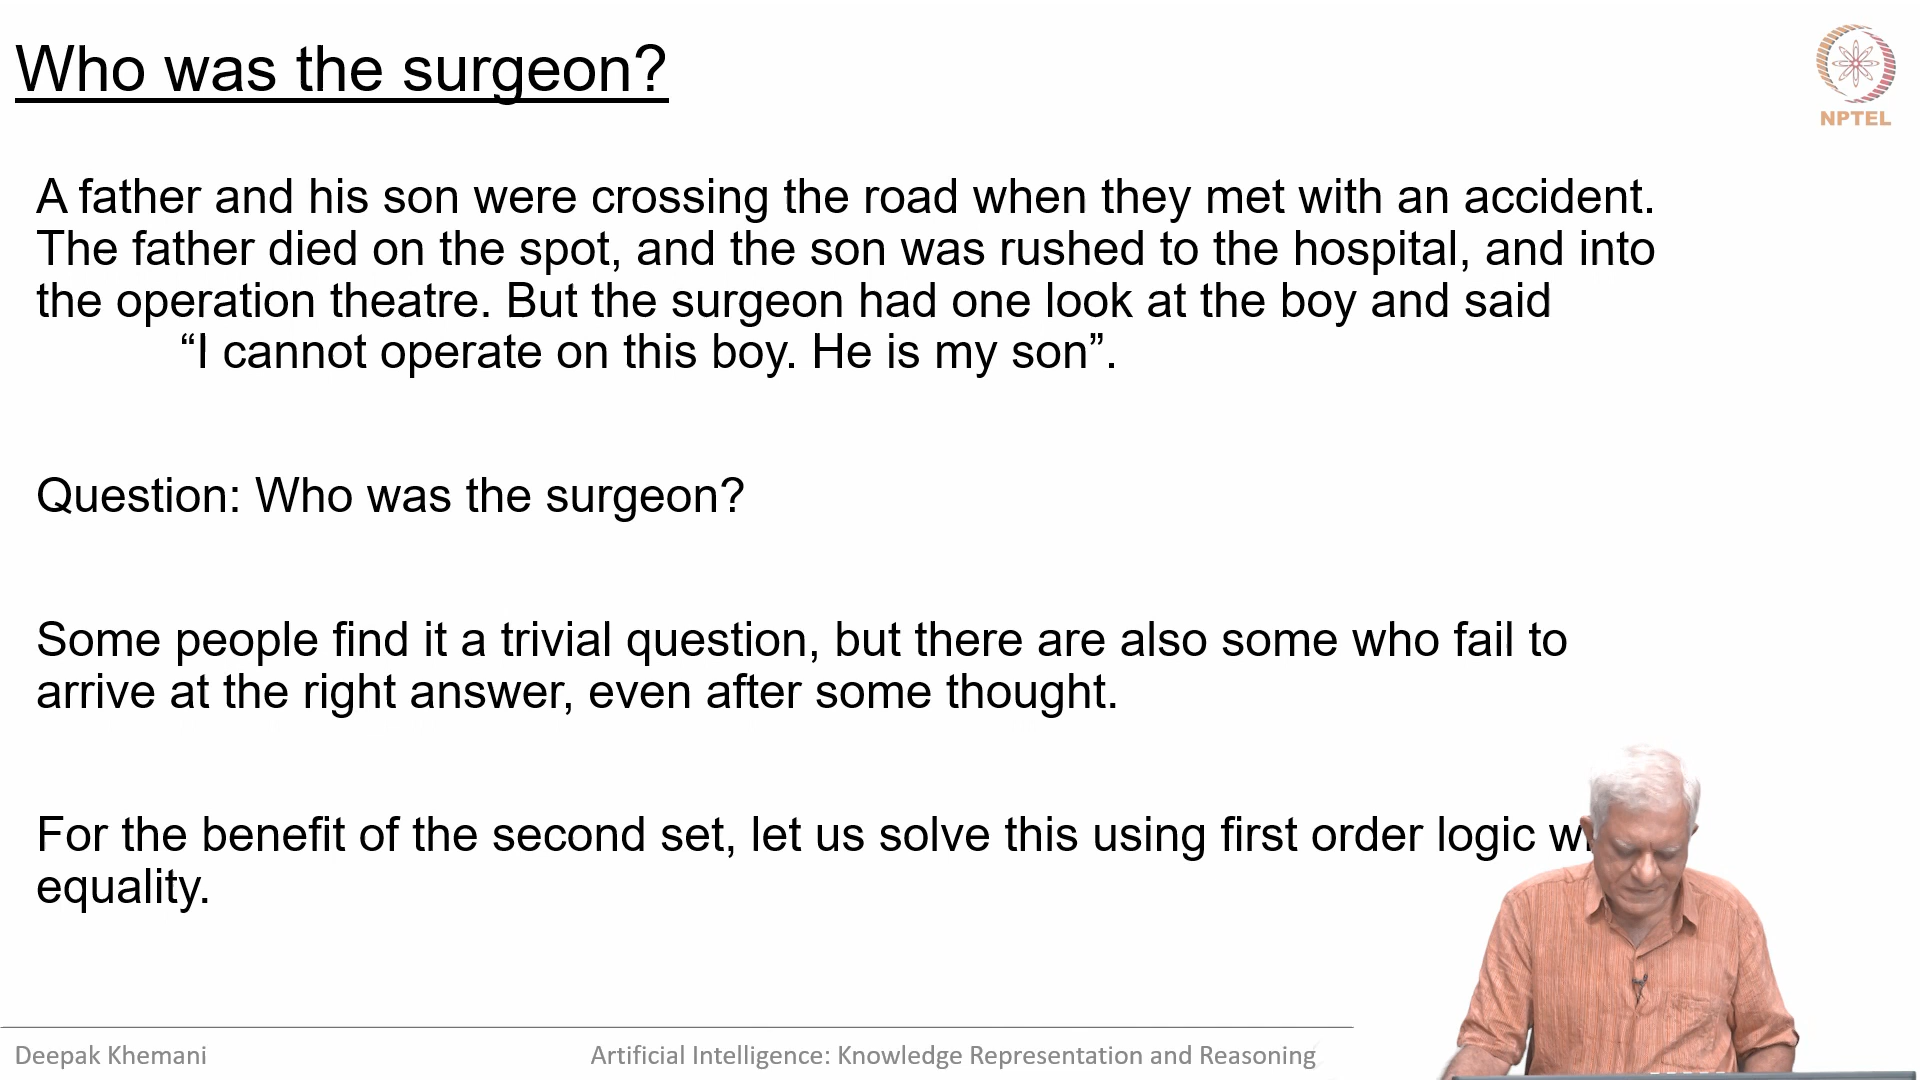 Who was the surgeon?
NPTEL
A father and his son were crossing the road when they met with an accident.
The father died on the spot, and the son was rushed to the hospital, and into
the operation theatre. But the surgeon had one look at the boy and said
“I cannot operate on this boy. He is my son”.
Question: Who was the surgeon?
Some people find it a trivial question, but there are also some who fail to
arrive at the right answer, even after some thought.
For the benefit of the second set, let us solve this using first order logic
equality.
Deepak Khemani
Artificial Intelligence: Knowledge Representation and Reasoning